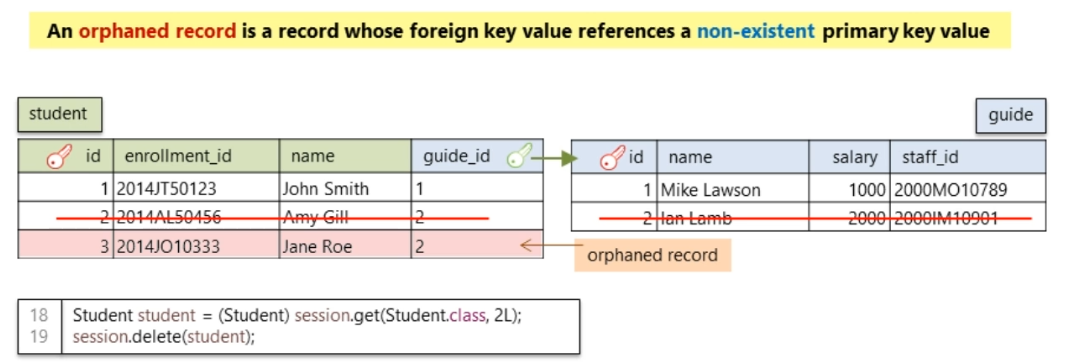 An orphaned record is a record whose foreign key value references a non-existent primary key value
student
guide
id enrollment_id name guide_id
1 2014JT50123 John Smith 1
2 2014AL50456 Amy Gill 2
3 2014JO10333 Jane Roe 2
id name salary staff_id
1 Mike Lawson 1000 2000MO10789
2 Ian Lamb 2000 2000IM10901
orphaned record
18 Student student = (Student) session.get(Student.class, 2L);
19 session.delete(student);